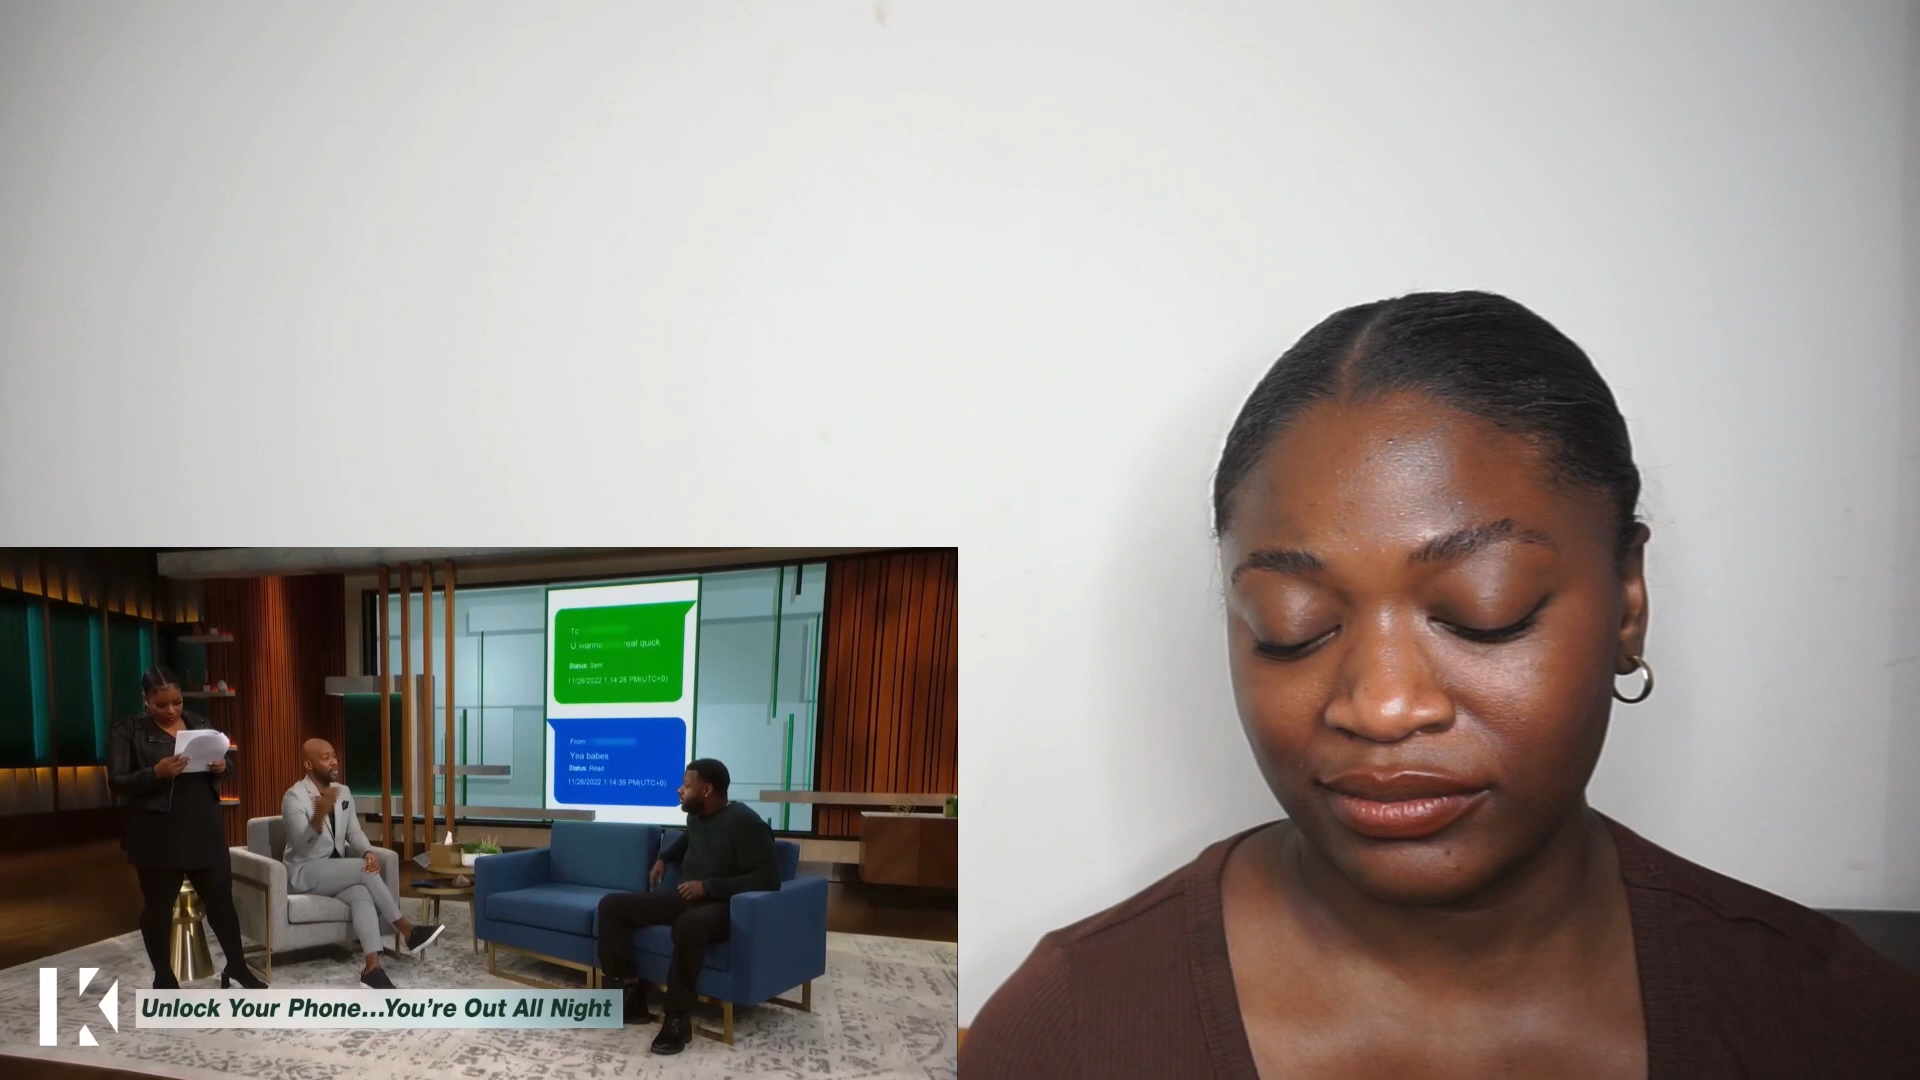 To
U wanna real quick
Status: Sent
11/26/2022 1:14:28 PM(UTC+0)
From
Yea babes
Status: Read
11/26/2022 1:14:39 PM(UTC+0)
K
Unlock Your Phone...You're Out All Night